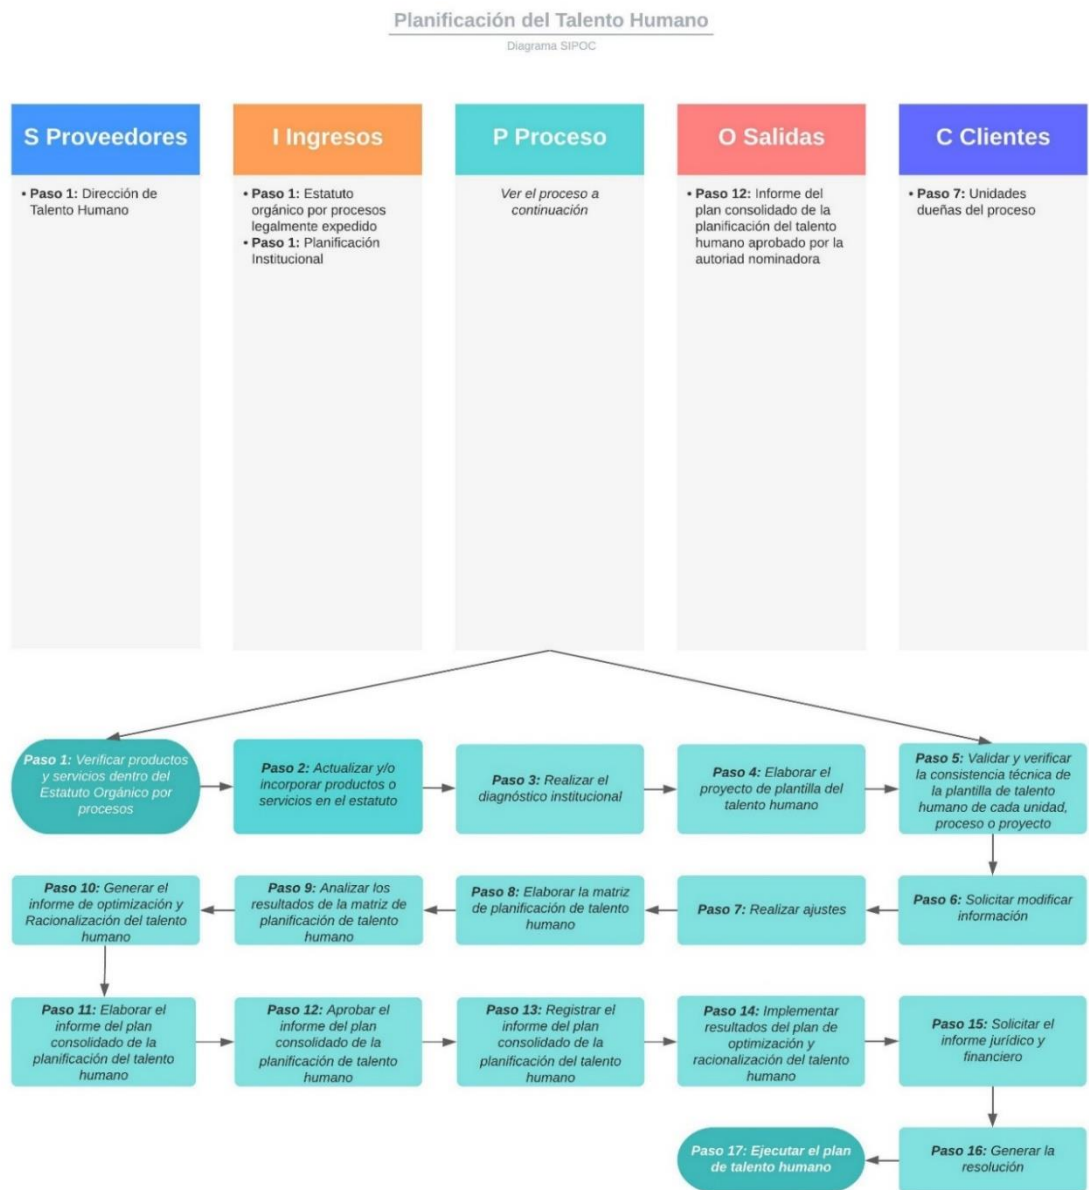 Planificación del Talento Humano
Diagrama SIPOC
S Proveedores
• Paso 1: Dirección de
Talento Humano
I Ingresos
• Paso 1: Estatuto
orgánico por procesos
legalmente expedido
• Paso 1: Planificación
Institucional
P Proceso
Ver el proceso a
continuación
O Salidas
• Paso 12: Informe del
plan consolidado de la
planificación del talento
humano aprobado por la
autoriad nominadora
C Clientes
• Paso 7: Unidades
dueñas del proceso
Paso 1: Verificar productos
y servicios dentro del
Estatuto Orgánico por
procesos
Paso 2: Actualizar y/o
incorporar productos o
servicios en el estatuto
Paso 3: Realizar el
diagnóstico institucional
Paso 4: Elaborar el
proyecto de plantilla del
talento humano
Paso 5: Validar y verificar
la consistencia técnica de
la plantilla de talento
humano de cada unidad,
proceso o proyecto
Paso 6: Solicitar modificar
información
Paso 7: Realizar ajustes
Paso 8: Elaborar la matriz
de planificación de talento
humano
Paso 9: Analizar los
resultados de la matriz de
planificación de talento
humano
Paso 10: Generar el
informe de optimización y
Racionalización del talento
humano
Paso 11: Elaborar el
informe del plan
consolidado de la
planificación del talento
humano
Paso 12: Aprobar el
informe del plan
consolidado de la
planificación de talento
humano
Paso 13: Registrar el
informe del plan
consolidado de la
planificación del talento
humano
Paso 14: Implementar
resultados del plan de
optimización y
racionalización del talento
humano
Paso 15: Solicitar el
informe jurídico y
financiero
Paso 16: Generar la
resolución
Paso 17: Ejecutar el plan
de talento humano